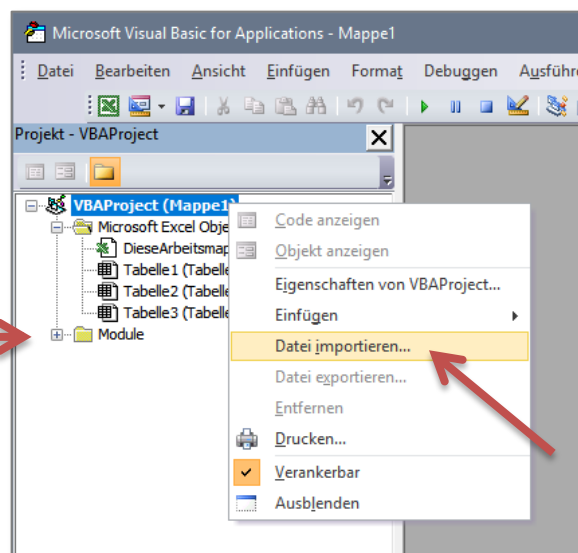 Microsoft Visual Basic for Applications - Mappe1
Datei Bearbeiten Ansicht Einfügen Format Debuggen Ausführe
Projekt - VBAProject
VBAProject (Mappe1)
Microsoft Excel Obje
DieseArbeitsmap
Tabelle1 (Tabelle
Tabelle2 (Tabelle
Tabelle3 (Tabelle
Module
Code anzeigen
Objekt anzeigen
Eigenschaften von VBAProject...
Einfügen
Datei importieren...
Datei exportieren...
Entfernen
Drucken...
Verankerbar
Ausblenden